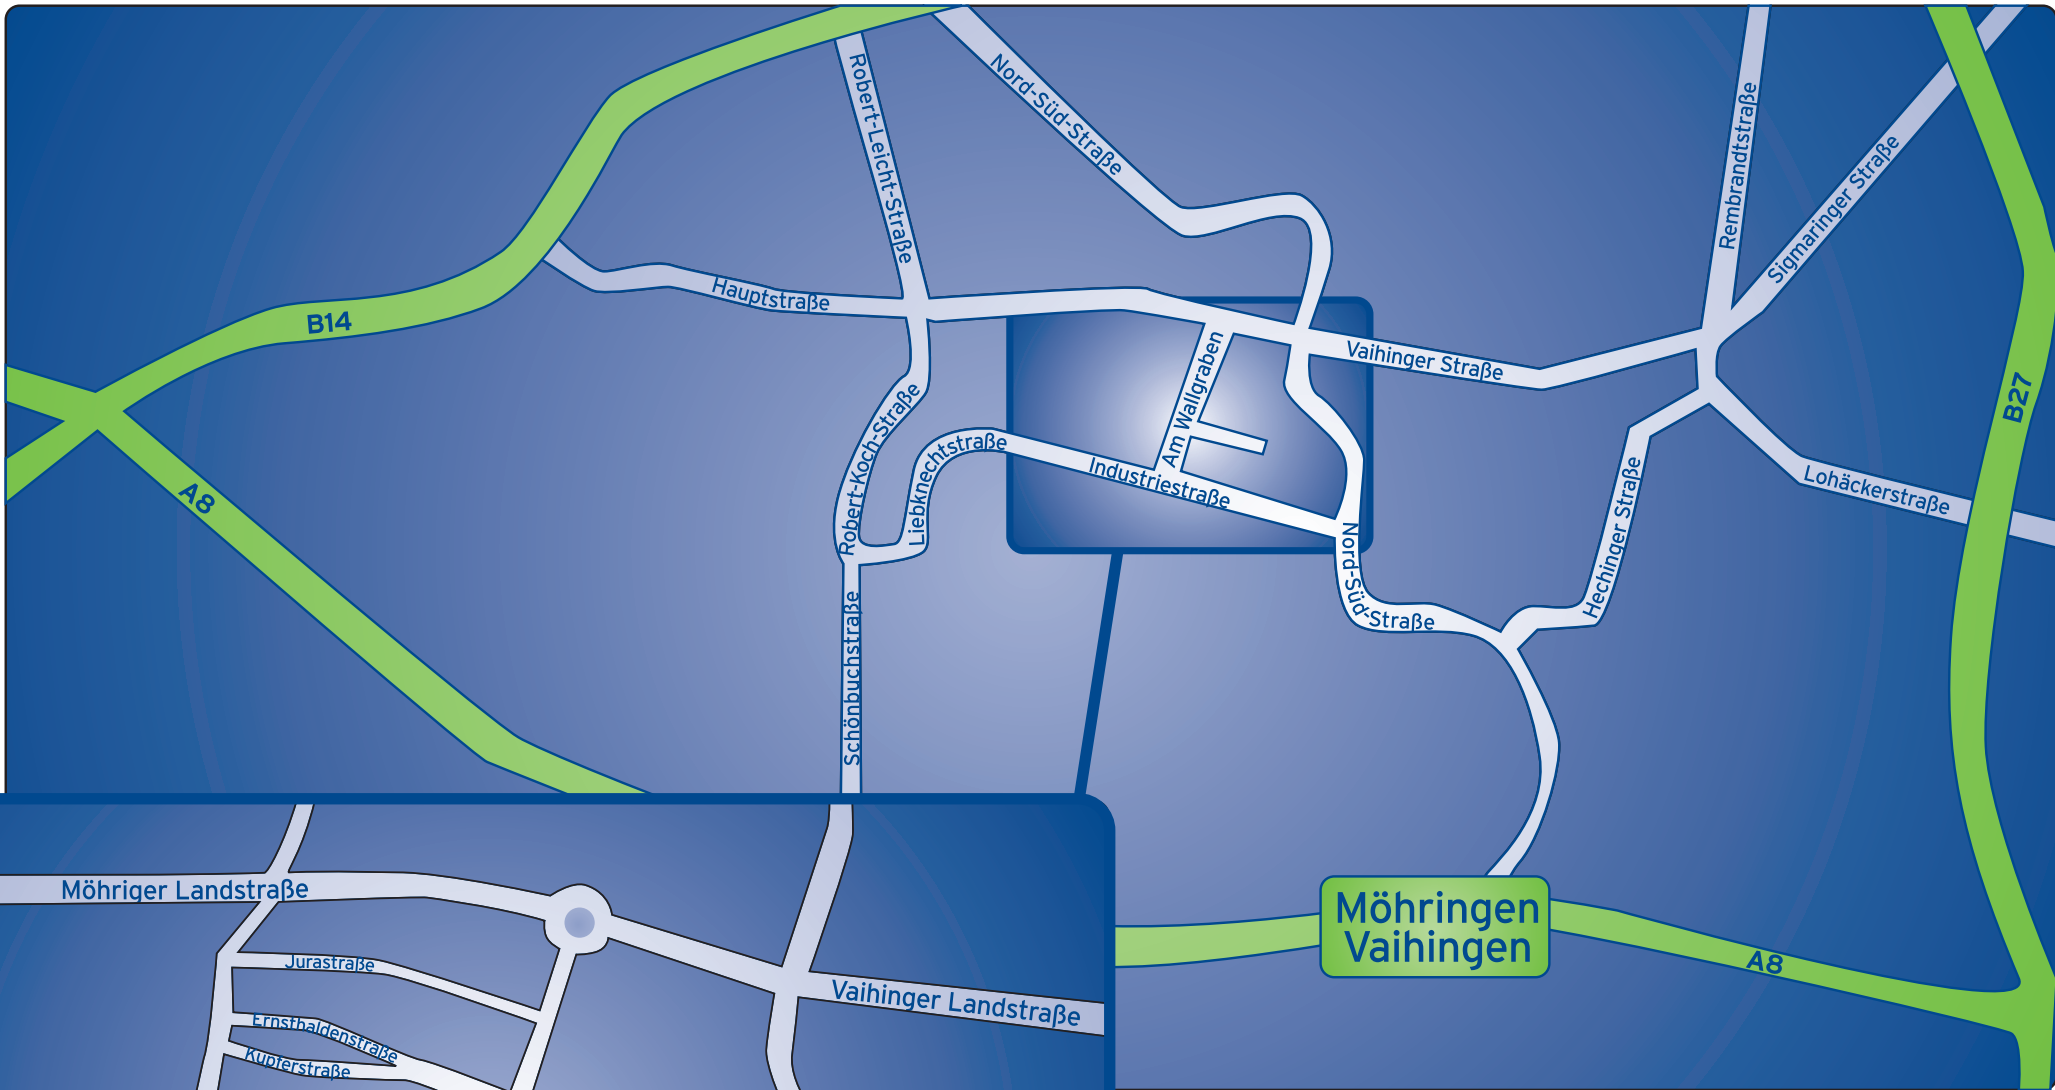 Robert-Leicht-Straße
Nord-Süd-Straße
Rembrandtstraße
Sigmaringer Straße
Hauptstraße
B14
Vaihinger Straße
Am Wallgraben
B27
Robert-Koch-Straße
Liebknechtstraße
Industriestraße
A8
Lohäckerstraße
Hechinger Straße
Nord-Süd-Straße
Schönbuchstraße
Möhringen
Vaihingen
A8
Möhriger Landstraße
Jurastraße
Vaihinger Landstraße
Ernsthaldenstraße
Kupferstraße